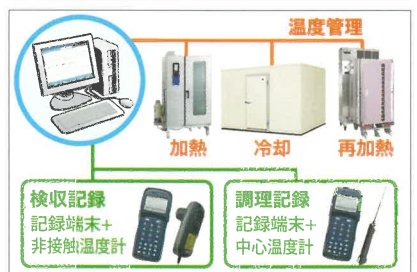 温度管理
加熱
冷却
再加熱
検収記録
記録端末+
非接触温度計
調理記録
記録端末+
中心温度計